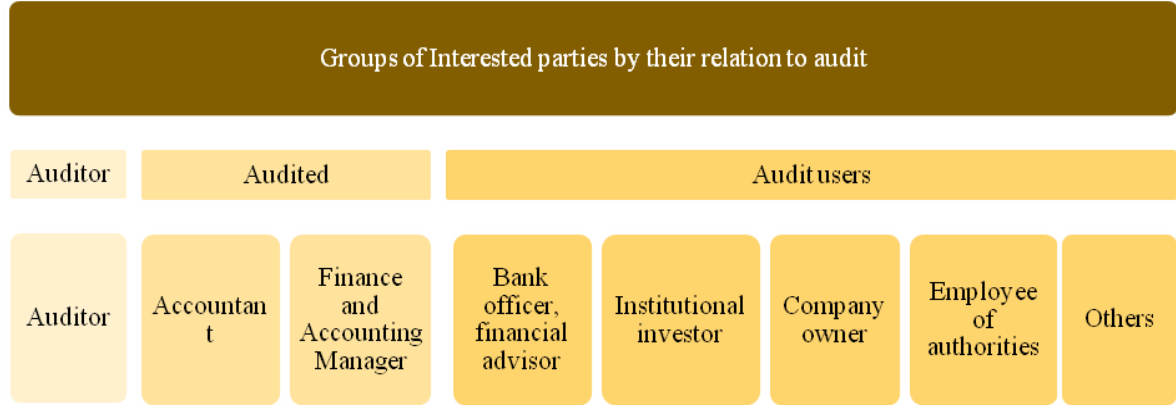 Groups of Interested parties by their relation to audit
Auditor
Audited
Audit users
Auditor
Accountan
t
Finance
and
Accounting
Manager
Bank
officer,
financial
advisor
Institutional
investor
Company
owner
Employee
of
authorities
Others